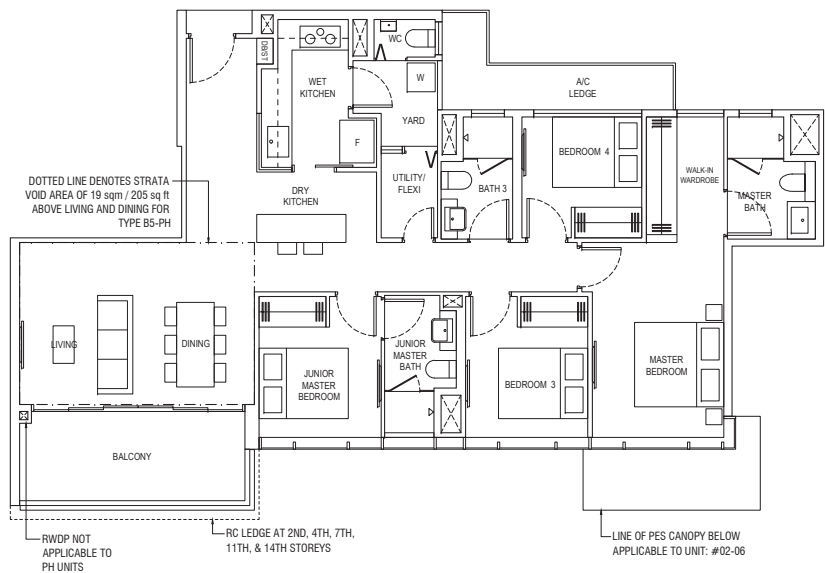 DBST
WC
W
WET
KITCHEN
YARD
A/C
LEDGE
F
DOTTED LINE DENOTES STRATA
VOID AREA OF 19 sqm / 205 sq ft
ABOVE LIVING AND DINING FOR
TYPE B5-PH
DRY
KITCHEN
UTILITY/
FLEXI
BATH 3
BEDROOM 4
WALK-IN
WARDROBE
MASTER
BATH
LIVING
DINING
JUNIOR
MASTER
BEDROOM
JUNIOR
MASTER
BATH
BEDROOM 3
MASTER
BEDROOM
BALCONY
RWDP NOT
APPLICABLE TO
PH UNITS
RC LEDGE AT 2ND, 4TH, 7TH,
11TH, & 14TH STOREYS
LINE OF PES CANOPY BELOW
APPLICABLE TO UNIT: #02-06